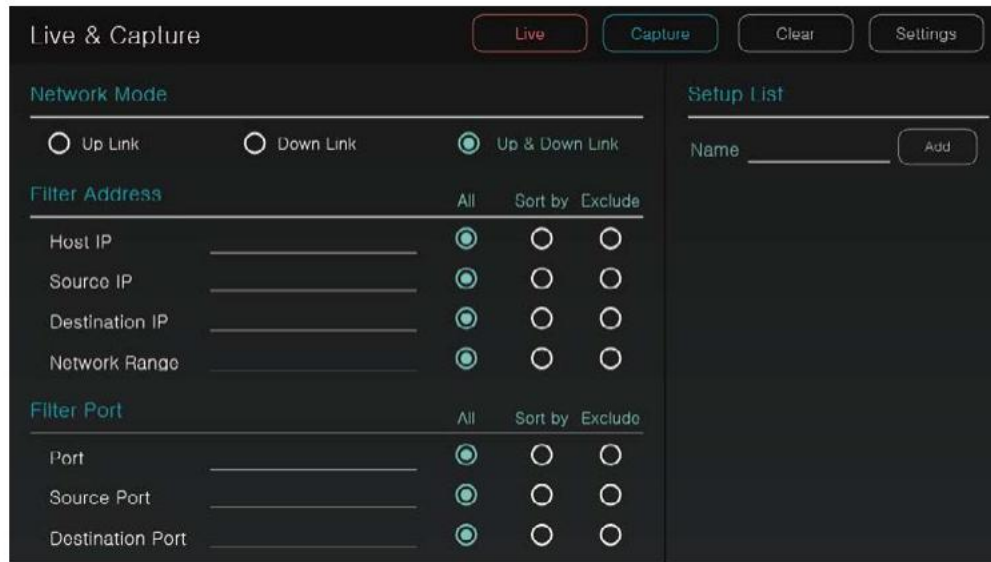 Live & Capture
Live
Capture
Clear
Settings
Network Mode
Up Link
Down Link
Up & Down Link
Filter Address
All
Sort by
Exclude
Host IP
Source IP
Destination IP
Network Range
Filter Port
All
Sort by
Exclude
Port
Source Port
Destination Port
Setup List
Name
Add